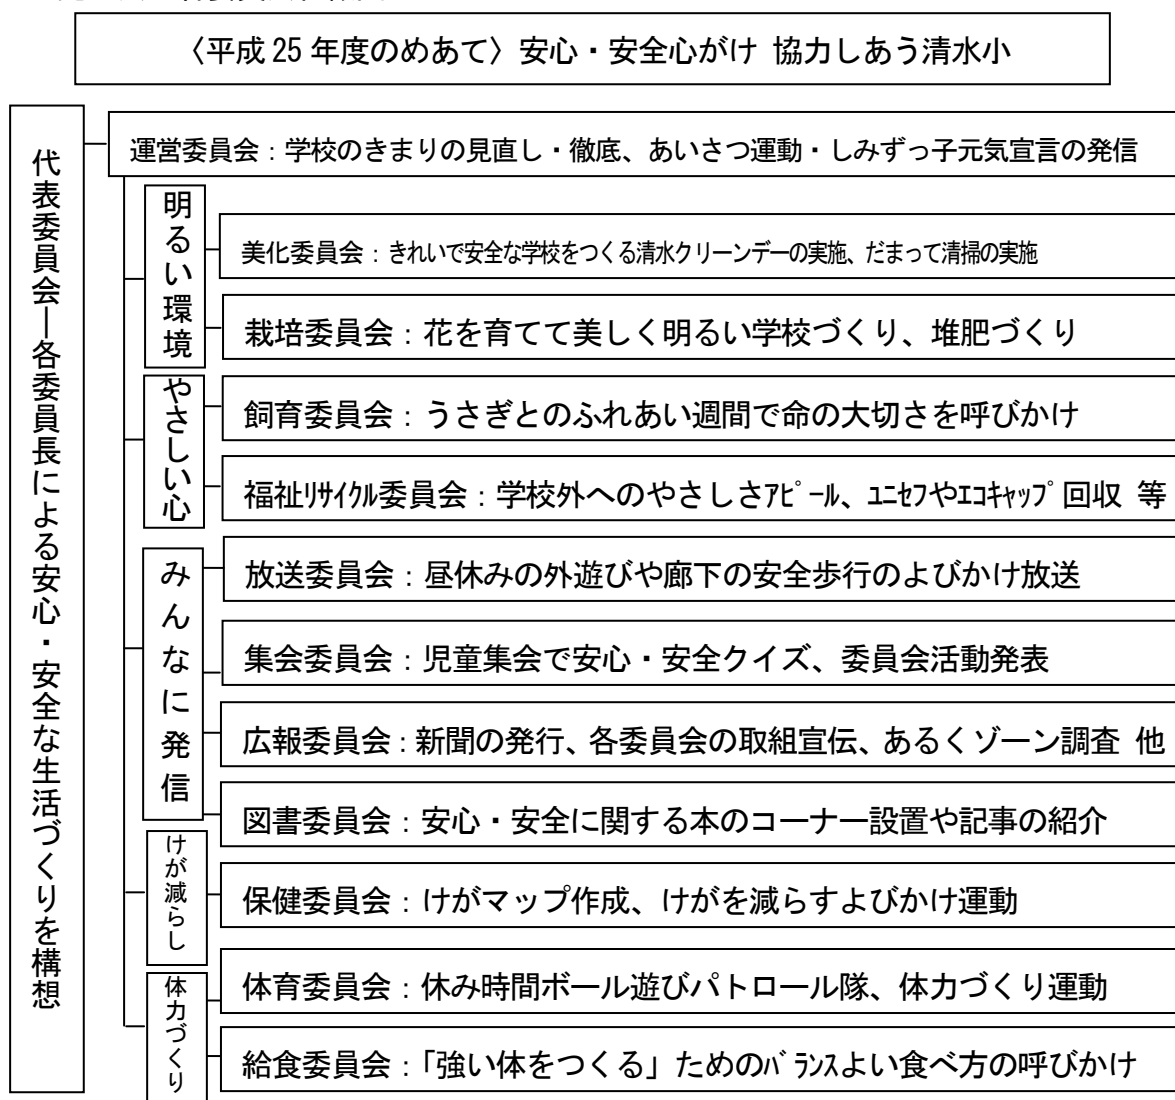 〈平成25年度のめあて〉安心・安全心がけ 協力しあう清水小
代表委員会ー各委員長による安心・安全な生活づくりを構想
運営委員会：学校のきまりの見直し・徹底、あいさつ運動・しみずっ子元気宣言の発信
明るい環境
美化委員会：きれいで安全な学校をつくる清水クリーンデーの実施、だまって清掃の実施
栽培委員会：花を育てて美しく明るい学校づくり、堆肥づくり
やさしい心
飼育委員会：うさぎとのふれあい週間で命の大切さを呼びかけ
福祉ﾘｻｲｸﾙ委員会：学校外へのやさしさｱﾋﾟｰﾙ、ﾕﾆｾﾌやｴｺｷｬｯﾌﾟ回収 等
みんなに発信
放送委員会：昼休みの外遊びや廊下の安全歩行のよびかけ放送
集会委員会：児童集会で安心・安全クイズ、委員会活動発表
広報委員会：新聞の発行、各委員会の取組宣伝、あるくゾーン調査 他
図書委員会：安心・安全に関する本のコーナー設置や記事の紹介
けが減らし
保健委員会：けがマップ作成、けがを減らすよびかけ運動
体力づくり
体育委員会：休み時間ボール遊びパトロール隊、体力づくり運動
給食委員会：「強い体をつくる」ためのﾊﾞﾗﾝｽよい食べ方の呼びかけ